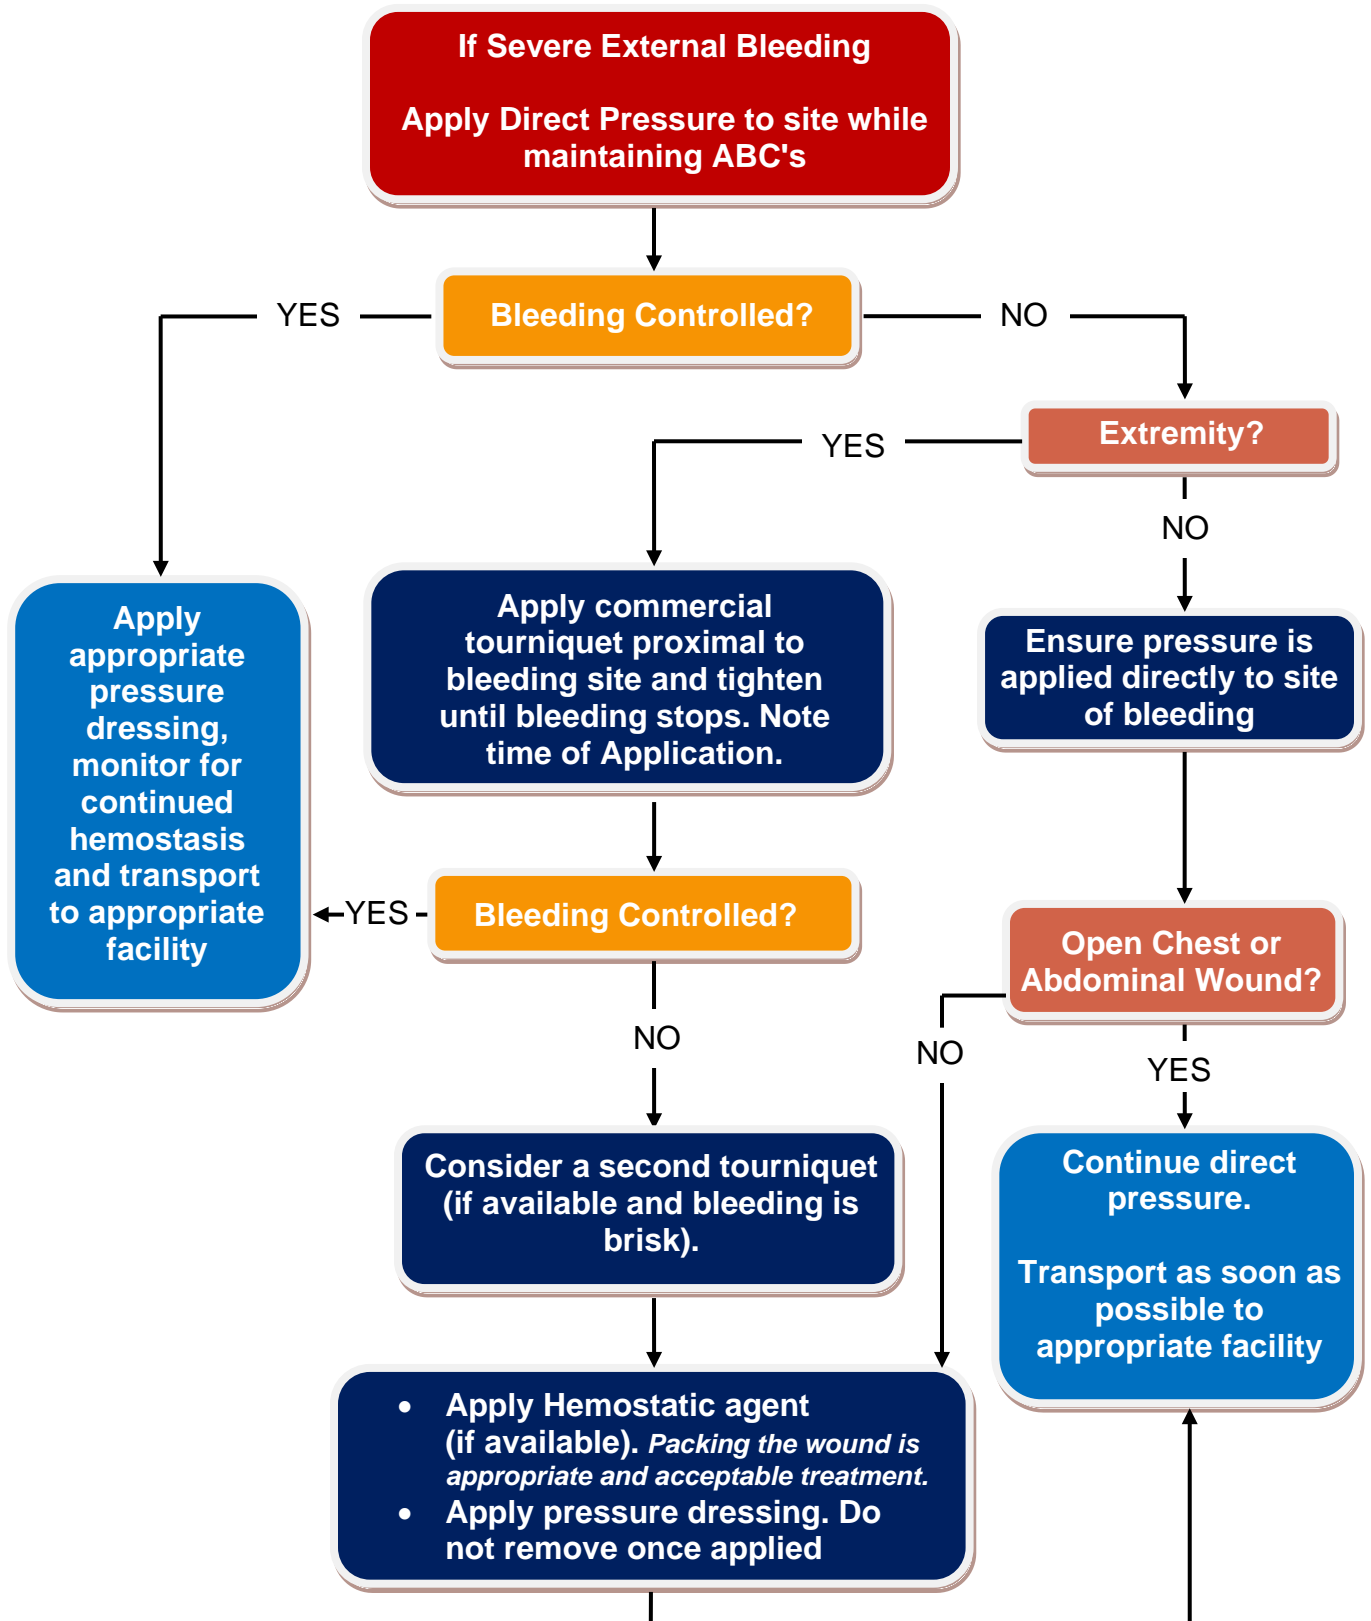 If Severe External Bleeding
Apply Direct Pressure to site while
maintaining ABC's
YES
Bleeding Controlled?
NO
Extremity?
YES
NO
Apply
appropriate
pressure
dressing,
monitor for
continued
hemostasis
and transport
to appropriate
facility
Apply commercial
tourniquet proximal to
bleeding site and tighten
until bleeding stops. Note
time of Application.
Ensure pressure is
applied directly to site
of bleeding
YES
Bleeding Controlled?
Open Chest or
Abdominal Wound?
NO
NO
YES
Consider a second tourniquet
(if available and bleeding is
brisk).
Continue direct
pressure.
Transport as soon as
possible to
appropriate facility
• Apply Hemostatic agent
(if available). Packing the wound is
appropriate and acceptable treatment.
• Apply pressure dressing. Do
not remove once applied